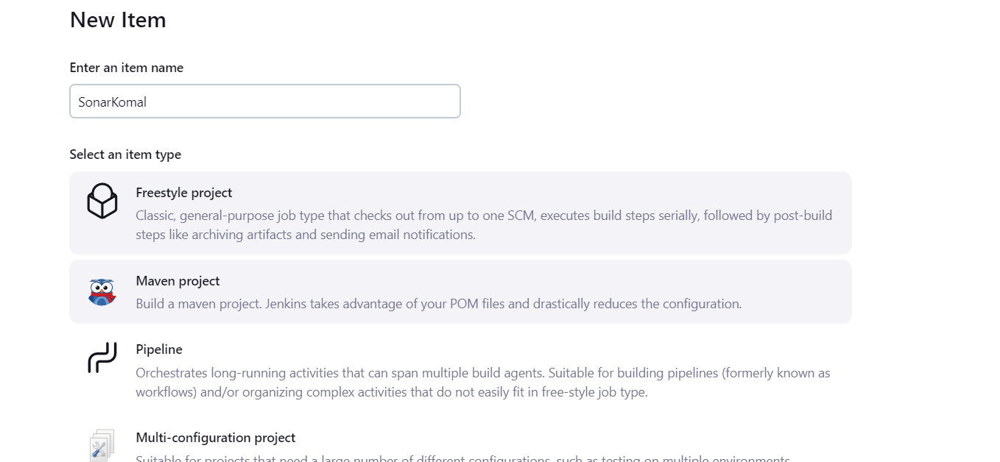 New Item
Enter an item name
SonarKomal
Select an item type
Freestyle project
Classic, general-purpose job type that checks out from up to one SCM, executes build steps serially, followed by post-build
steps like archiving artifacts and sending email notifications.
Maven project
Build a maven project. Jenkins takes advantage of your POM files and drastically reduces the configuration.
Pipeline
Orchestrates long-running activities that can span multiple build agents. Suitable for building pipelines (formerly known as
workflows) and/or organizing complex activities that do not easily fit in free-style job type.
Multi-configuration project
Suitable for projects that need a large number of different configurations, such as testing on multiple environments,